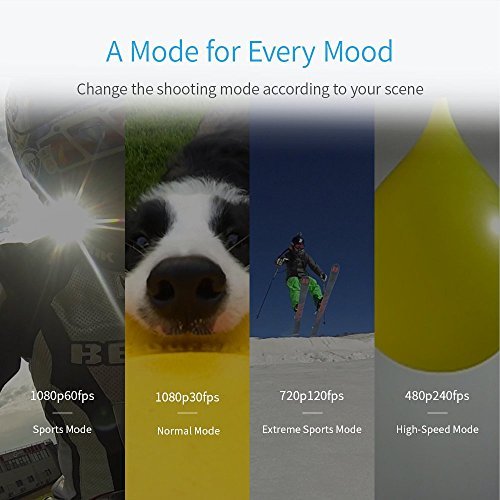 A Mode for Every Mood
Change the shooting mode according to your scene
1080p60fps
Sports Mode
1080p30fps
Normal Mode
720p120fps
Extreme Sports Mode
480p240fps
High-Speed Mode